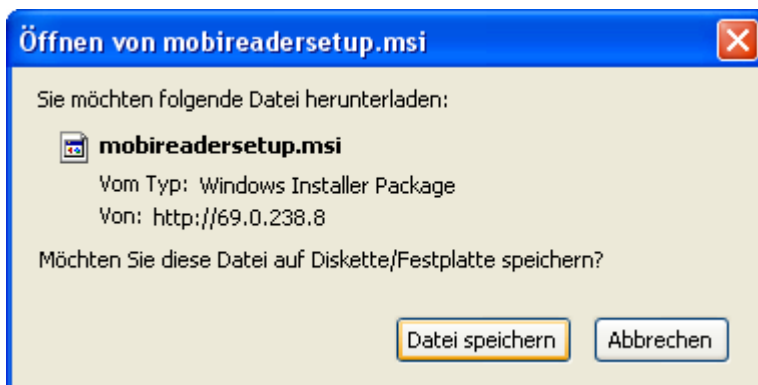 Öffnen von mobireadersetup.msi
Sie möchten folgende Datei herunterladen:
mobireadersetup.msi
Vom Typ: Windows Installer Package
Von: http://69.0.238.8
Möchten Sie diese Datei auf Diskette/Festplatte speichern?
Datei speichern Abbrechen